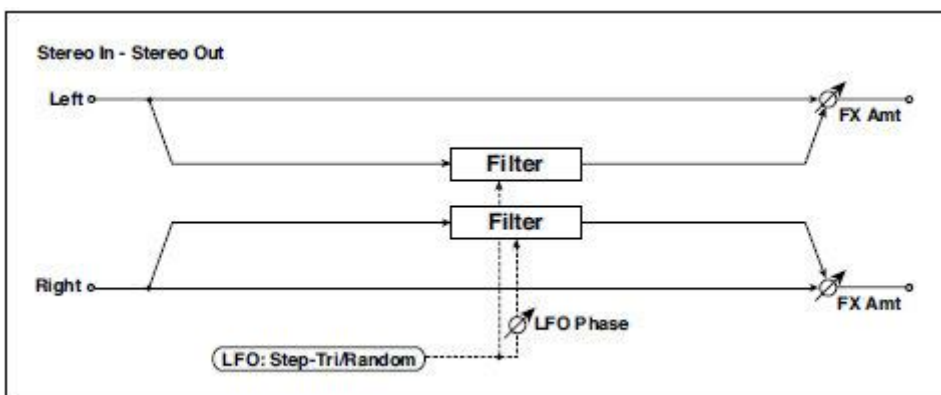 Stereo In - Stereo Out
Left
FX Amt
Filter
Filter
Right
FX Amt
LFO Phase
LFO: Step-Tri/Random